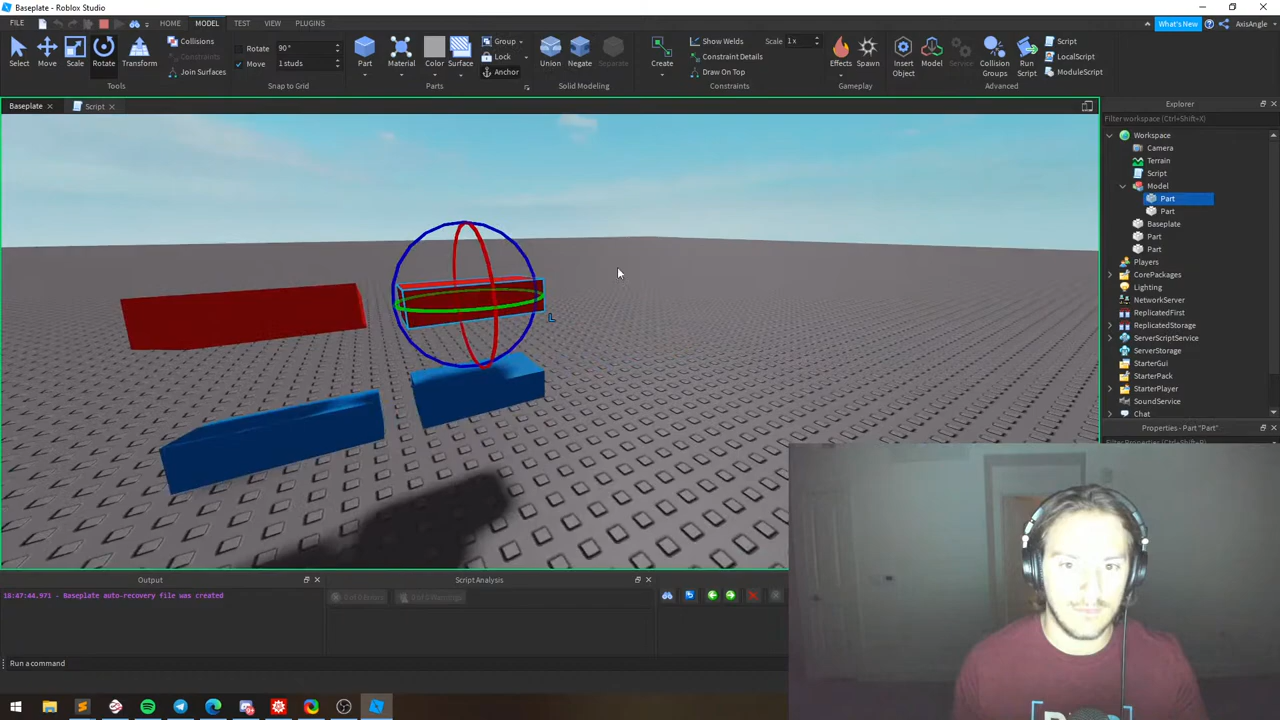 Baseplate - Roblox Studio
FILE HOME MODEL TEST VIEW PLUGINS What's New AxisAngle
Select Move Scale Rotate Transform
Collisions
Constraints
Join Surfaces
Tools
Rotate 90°
Move 1 studs
Snap to Grid
Part Material Color Surface
Group
Lock
Anchor
Parts
Union Negate Separate
Solid Modeling
Create
Show Welds Scale 1 x
Constraint Details
Draw On Top
Constraints
Effects Spawn
Gameplay
Insert Object
Model
Service
Collision Groups
Run Script
Script
LocalScript
ModuleScript
Advanced
Baseplate Script
Explorer
Filter workspace (Ctrl+Shift+X)
Workspace
Camera
Terrain
Script
Model
Part
Part
Baseplate
Part
Part
Players
CorePackages
Lighting
NetworkServer
ReplicatedFirst
ReplicatedStorage
ServerScriptService
ServerStorage
StarterGui
StarterPack
StarterPlayer
SoundService
Chat
Properties - Part "Part"
L
Output
18:47:44.971 - Baseplate auto-recovery file was created
Script Analysis
Run a command